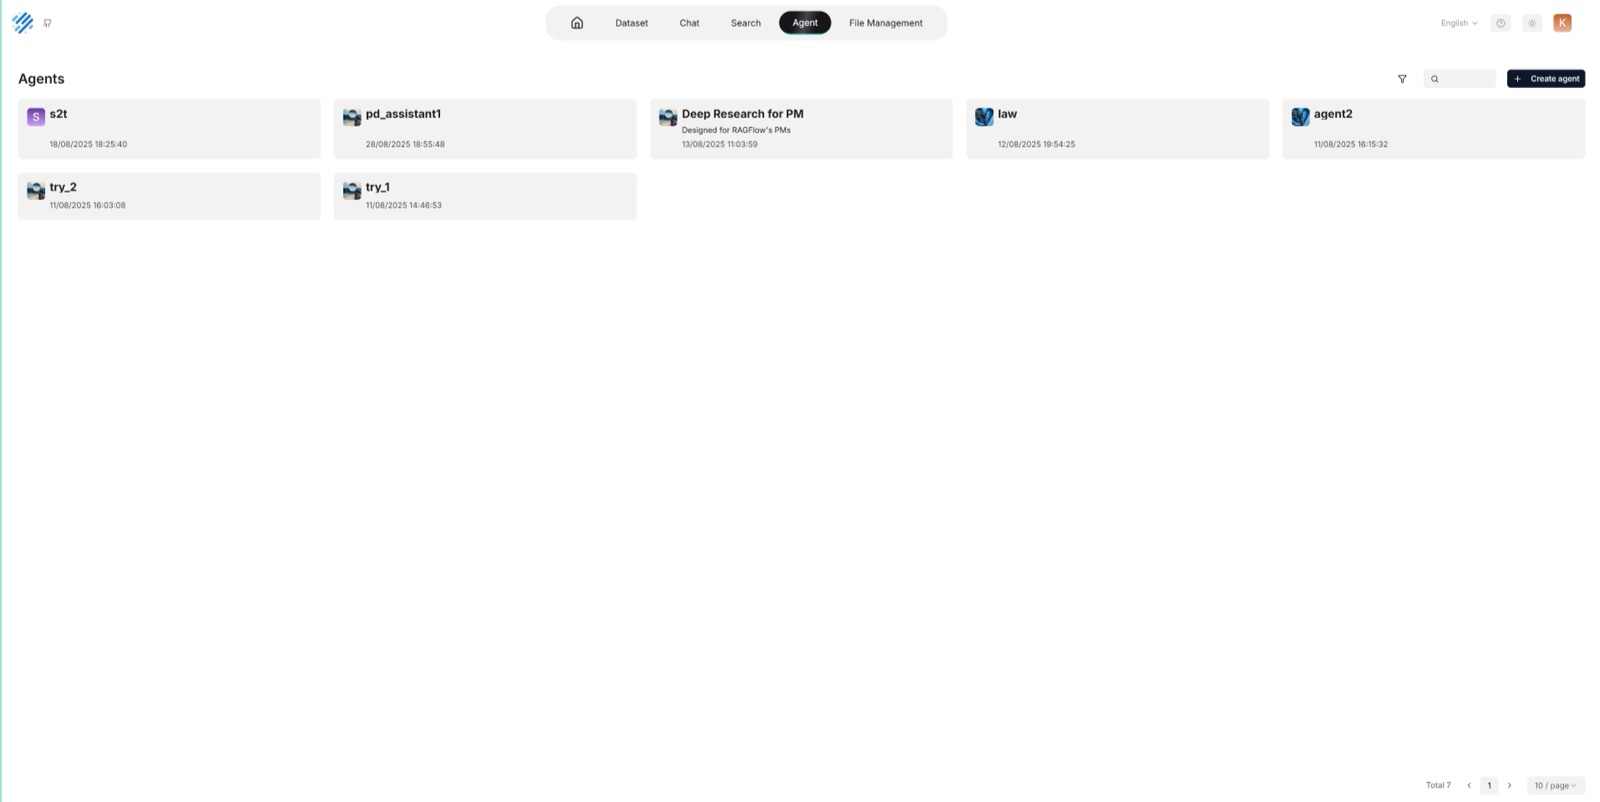 Dataset Chat Search Agent File Management English K
Agents Create agent
S s2t
18/08/2025 18:25:40
pd_assistant1
28/08/2025 18:55:48
Deep Research for PM
Designed for RAGFlow's PMs
13/08/2025 11:03:59
law
12/08/2025 19:54:25
agent2
11/08/2025 16:15:32
try_2
11/08/2025 16:03:08
try_1
11/08/2025 14:46:53
Total 7 1 10 / page